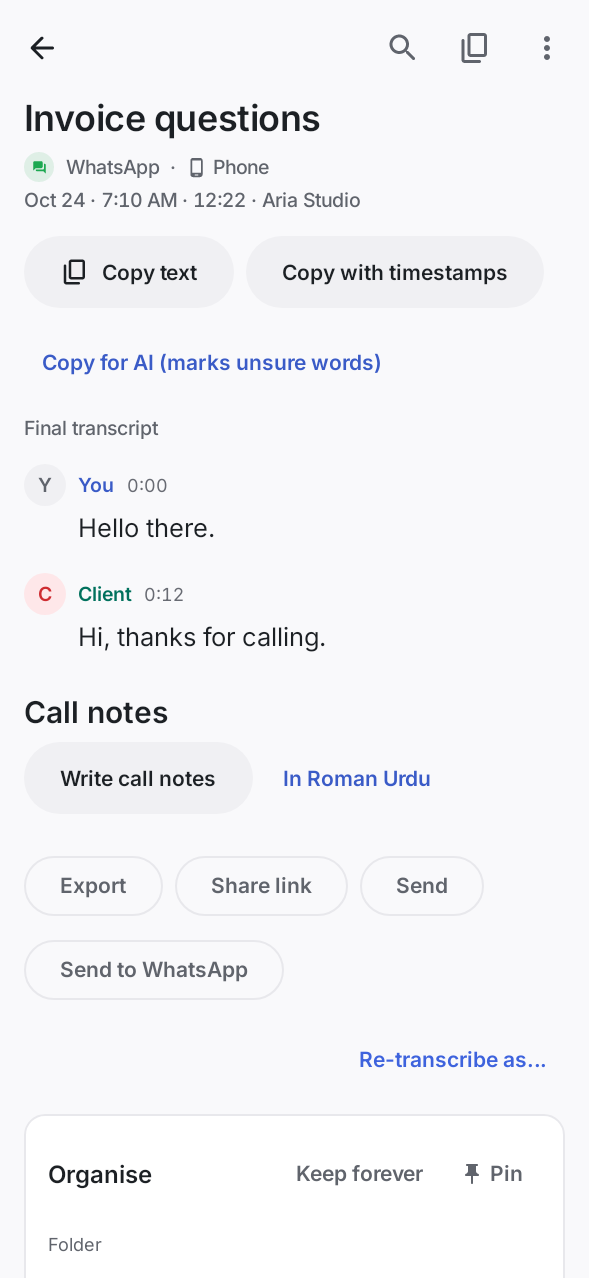 Invoice questions
WhatsApp · Phone
Oct 24 · 7:10 AM · 12:22 · Aria Studio
Copy text Copy with timestamps
Copy for AI (marks unsure words)
Final transcript
Y You 0:00
Hello there.
C Client 0:12
Hi, thanks for calling.
Call notes
Write call notes In Roman Urdu
Export Share link Send
Send to WhatsApp
Re-transcribe as...
Organise Keep forever Pin
Folder